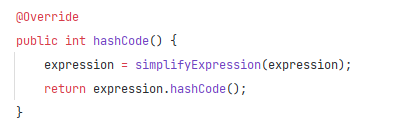 @Override
public int hashCode() {
    expression = simplifyExpression(expression);
    return expression.hashCode();
}